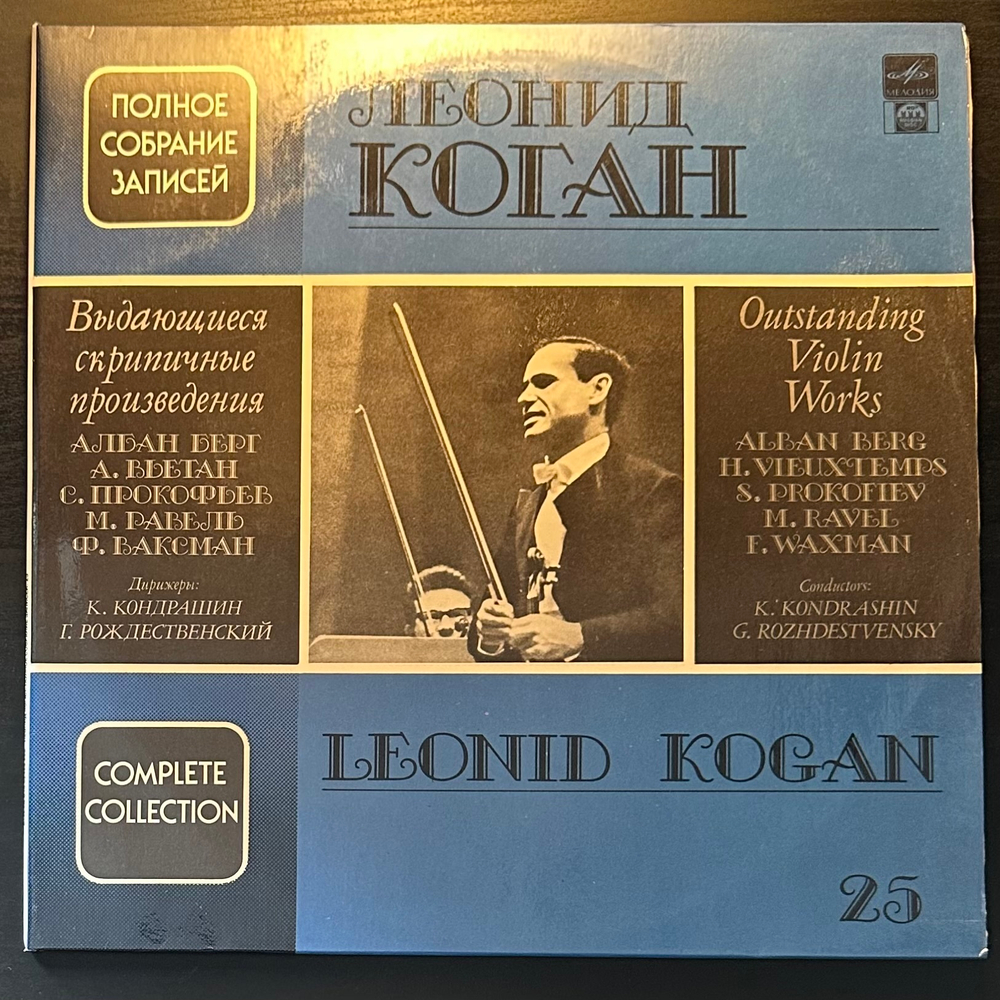 ПОЛНОЕ
СОБРАНИЕ
ЗАПИСЕЙ
ЛЕОНИД
КОГАН
МЕЛОДИЯ
Выдающиеся
скрипичные
произведения
АЛБАН БЕРГ
А. ВЬЕТАН
С. ПРОКОФЬЕВ
М. РАВЕЛЬ
Ф. ВАКСМАН
Дирижеры:
К. КОНДРАШИН
Г. РОЖДЕСТВЕНСКИЙ
Outstanding
Violin
Works
ALBAN BERG
H. VIEUXTEMPS
S. PROKOFIEV
M. RAVEL
F. WAXMAN
Conductors:
K. KONDRASHIN
G. ROZHDESTVENSKY
COMPLETE
COLLECTION
LEONID KOGAN
25